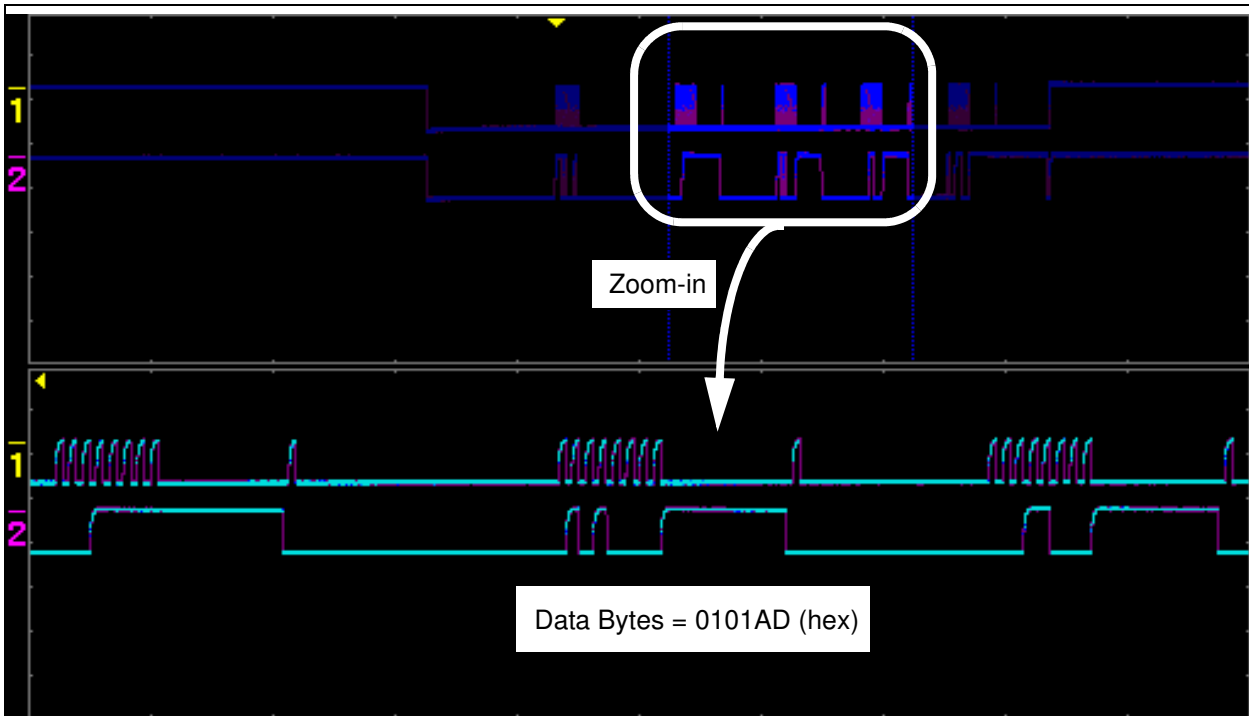 1
2
Zoom-in
1
2
Data Bytes = 0101AD (hex)